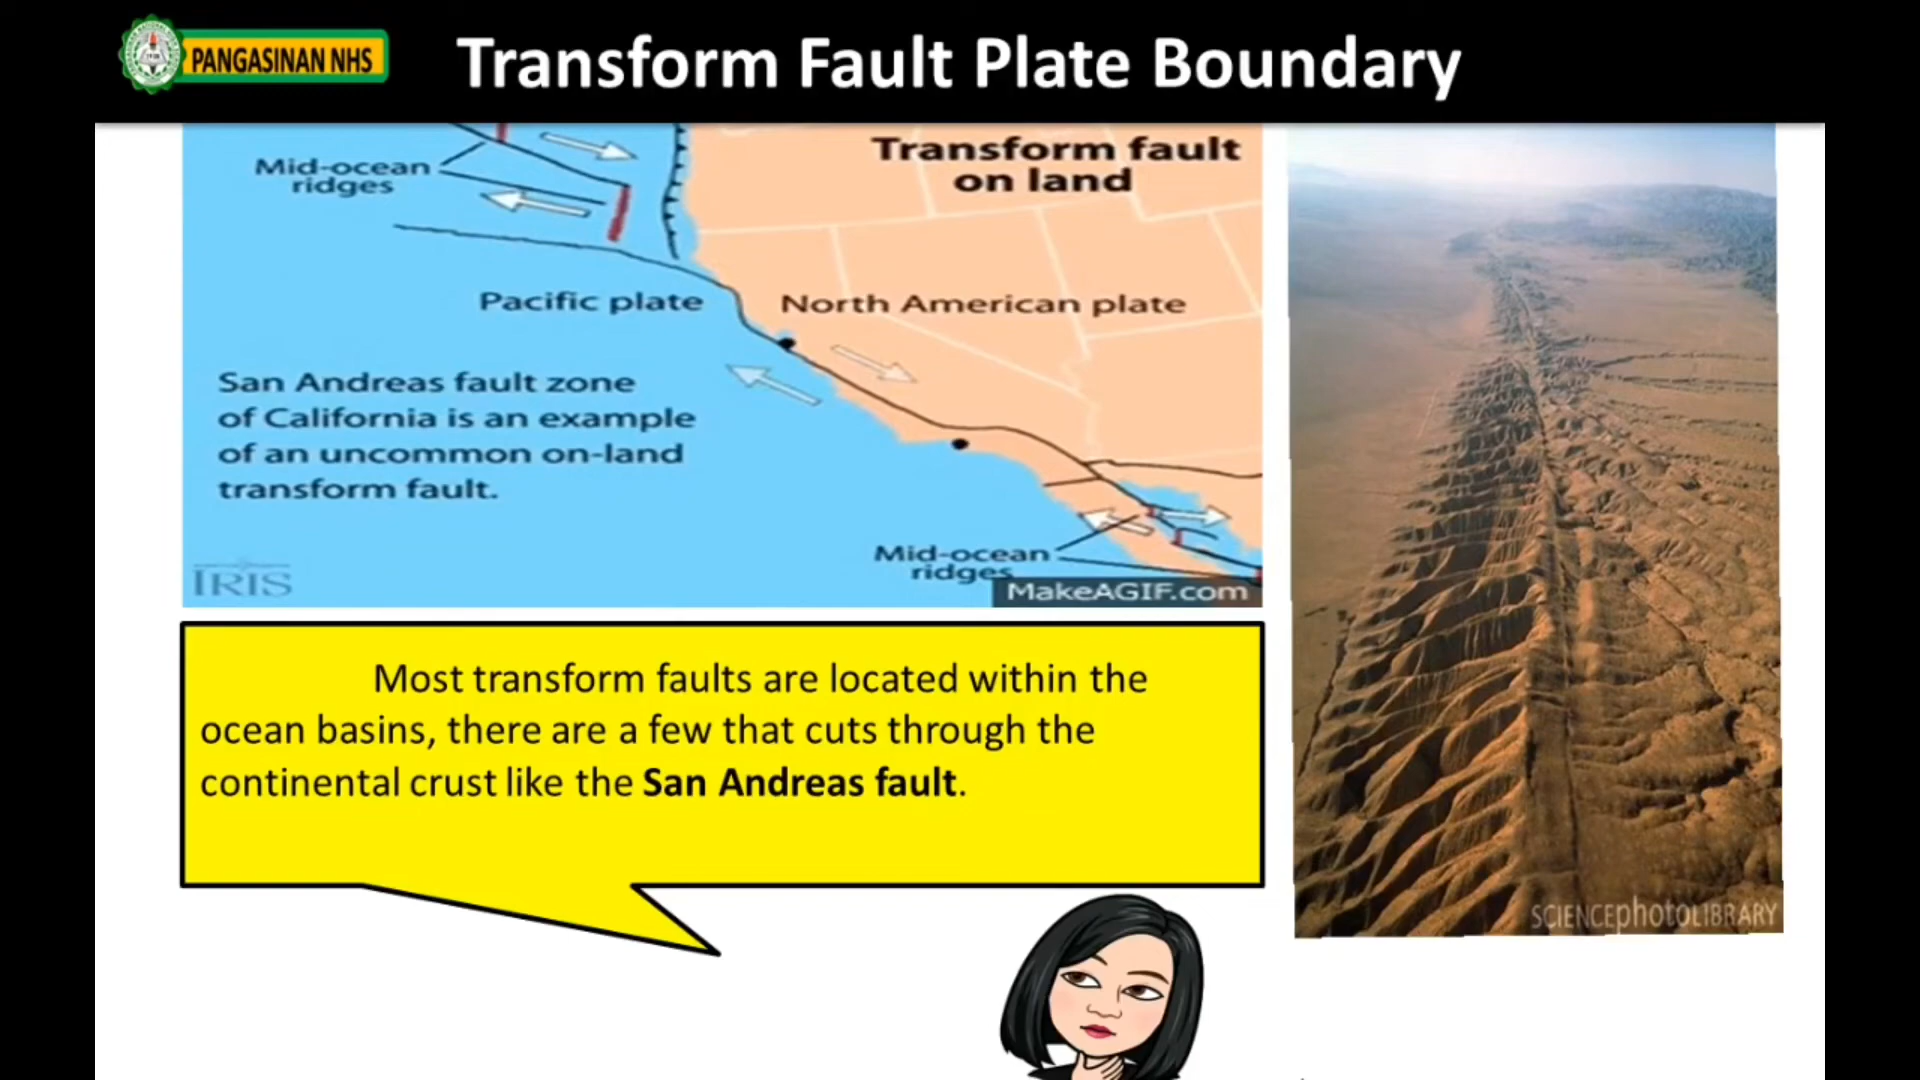 PANGASINAN NHS
Transform Fault Plate Boundary
Mid-ocean
ridges
Transform fault
on land
Pacific plate
North American plate
San Andreas fault zone
of California is an example
of an uncommon on-land
transform fault.
Mid-ocean
ridges
IRIS
MakeAGIF.com
Most transform faults are located within the
ocean basins, there are a few that cuts through the
continental crust like the San Andreas fault.
SCIENCEphotoLIBRARY